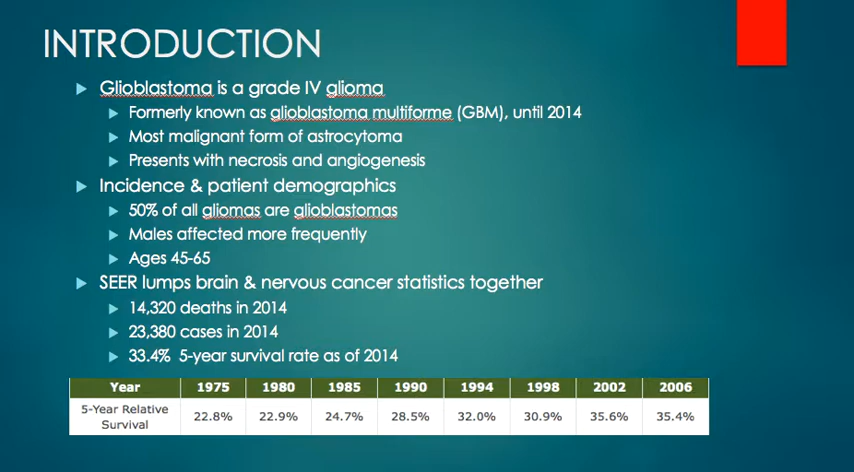 INTRODUCTION
Glioblastoma is a grade IV glioma
Formerly known as glioblastoma multiforme (GBM), until 2014
Most malignant form of astrocytoma
Presents with necrosis and angiogenesis
Incidence & patient demographics
50% of all gliomas are glioblastomas
Males affected more frequently
Ages 45-65
SEER lumps brain & nervous cancer statistics together
14,320 deaths in 2014
23,380 cases in 2014
33.4% 5-year survival rate as of 2014
Year 1975 1980 1985 1990 1994 1998 2002 2006
5-Year Relative Survival 22.8% 22.9% 24.7% 28.5% 32.0% 30.9% 35.6% 35.4%